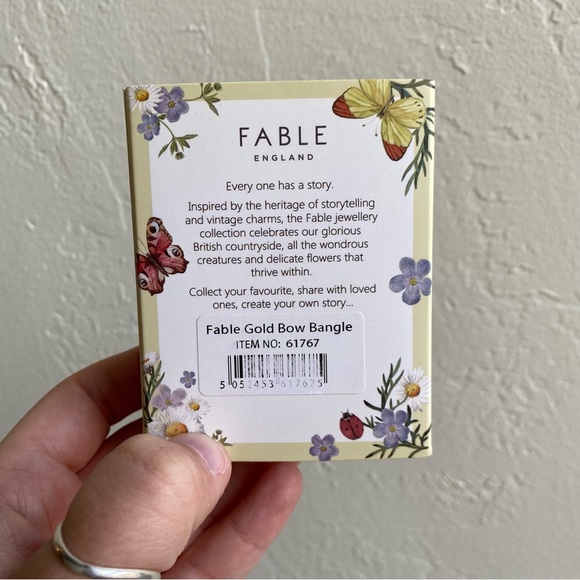 FABLE
ENGLAND
Every one has a story.
Inspired by the heritage of storytelling
and vintage charms, the Fable jewellery
collection celebrates our glorious
British countryside, all the wondrous
creatures and delicate flowers that
thrive within.
Collect your favourite, share with loved
ones, create your own story...
Fable Gold Bow Bangle
ITEM NO: 61767
5 052453 617675